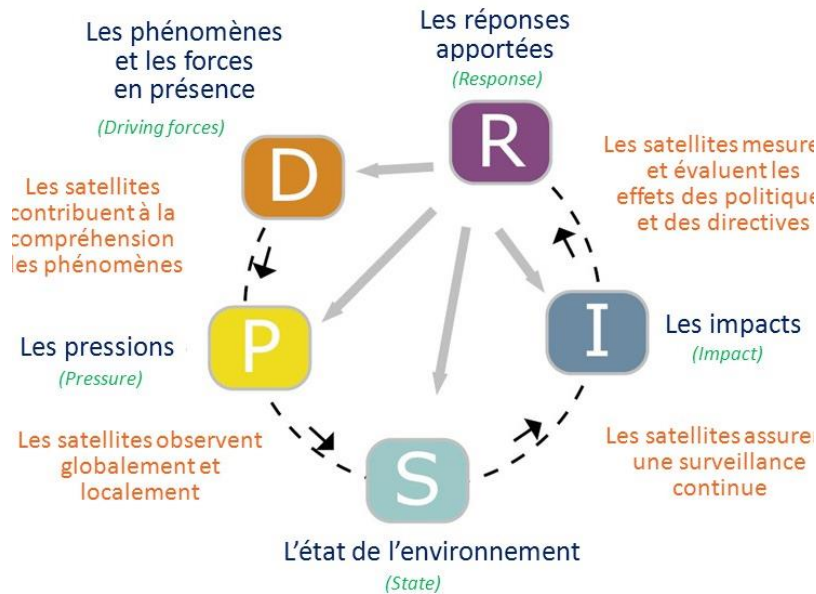 Les phénomènes
et les forces
en présence
(Driving forces)
D
Les réponses
apportées
(Response)
R
Les satellites
contribuent à la
compréhension
les phénomènes
Les satellites mesure
et évaluent les
effets des politique
et des directives
Les pressions
(Pressure)
P
I
Les impacts
(Impact)
Les satellites observent
globalement et
localement
S
Les satellites assurer
une surveillance
continue
L'état de l'environnement
(State)